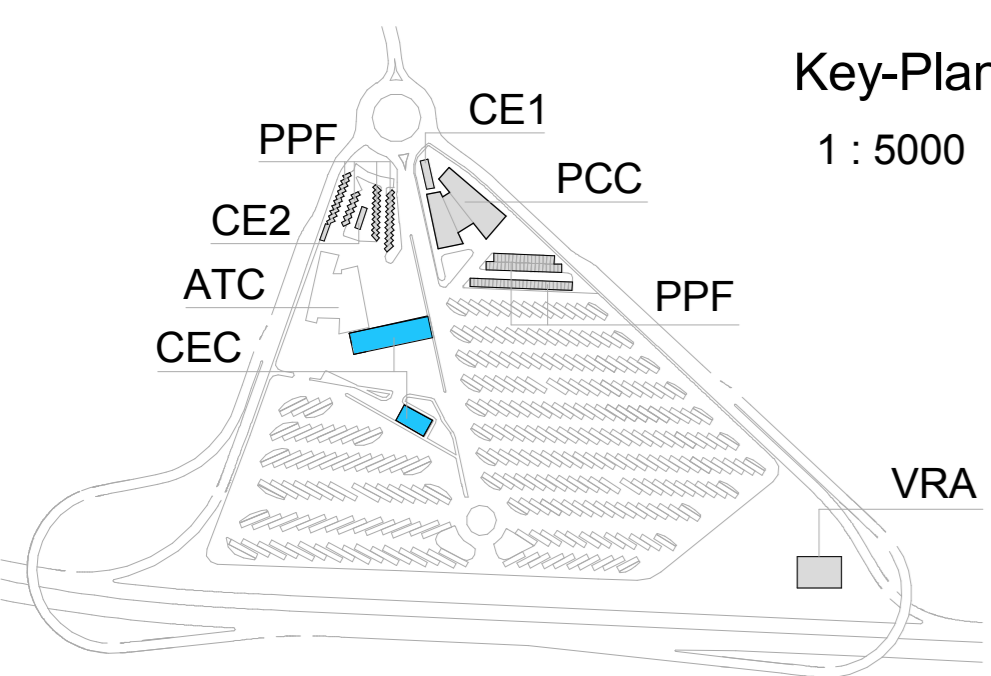 Key-Plan
1 : 5000
CE1
PPF
PCC
CE2
ATC
PPF
CEC
VRA